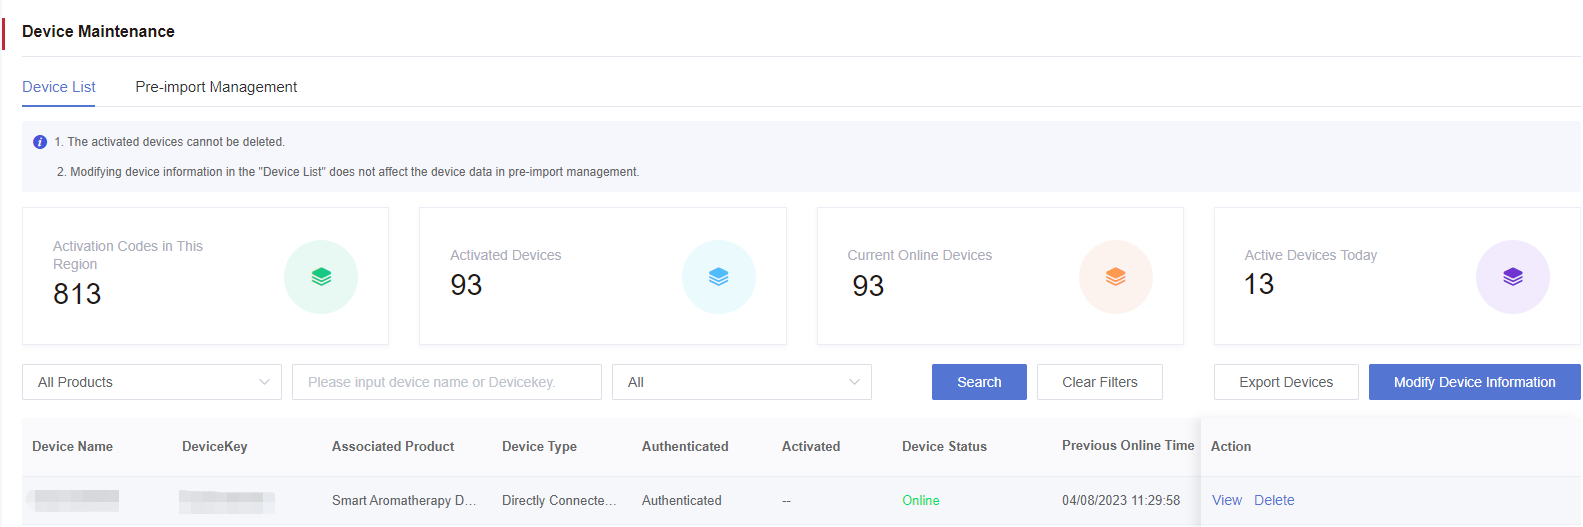 Device Maintenance
Device List
Pre-import Management
1. The activated devices cannot be deleted.
2. Modifying device information in the "Device List" does not affect the device data in pre-import management.
Activation Codes in This
Region
813
Activated Devices
93
Current Online Devices
93
Active Devices Today
13
All Products
Please input device name or Devicekey.
All
Search
Clear Filters
Export Devices
Modify Device Information
Device Name DeviceKey Associated Product Device Type Authenticated Activated Device Status Previous Online Time Action
Smart Aromatherapy D... Directly Connecte... Authenticated -- Online 04/08/2023 11:29:58 View Delete